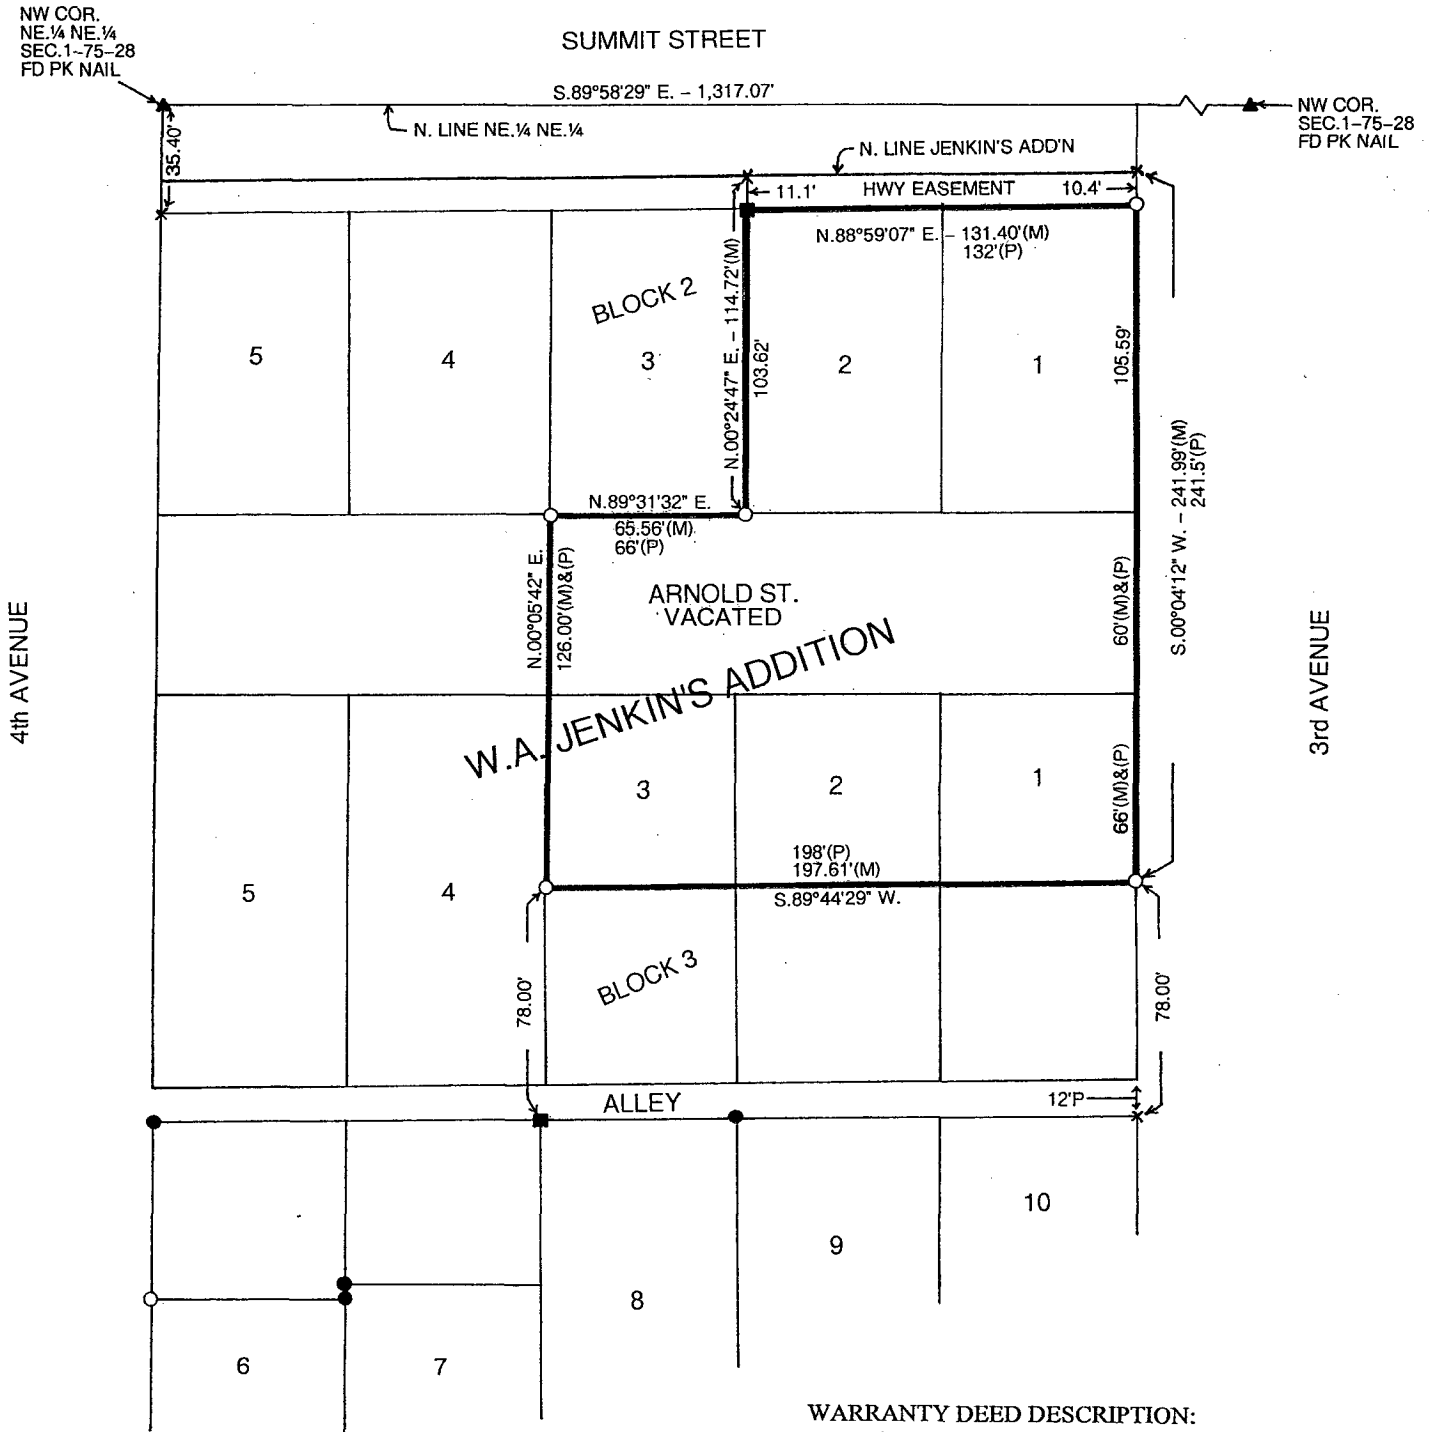 NW COR.
NE.¼ NE.¼
SEC.1-75-28
FD PK NAIL
SUMMIT STREET
S.89°58'29" E. - 1,317.07'
N. LINE NE.¼ NE.¼
NW COR.
SEC.1-75-28
FD PK NAIL
N. LINE JENKIN'S ADD'N
35.40'
11.1'
HWY EASEMENT
10.4'
N.88°59'07" E. - 131.40'(M)
132'(P)
BLOCK 2
N.00°24'47" E. - 114.72'(M)
103.62'
105.59'
5
4
3
2
1
S.00°04'12" W. - 241.99'(M)
241.5'(P)
N.89°31'32" E.
65.56'(M)
66'(P)
N.00°05'42" E.
126.00'(M)&(P)
ARNOLD ST.
VACATED
60'(M)&(P)
4th AVENUE
3rd AVENUE
W.A. JENKIN'S ADDITION
3
2
1
66'(M)&(P)
198'(P)
197.61'(M)
S.89°44'29" W.
5
4
BLOCK 3
78.00'
78.00'
ALLEY
12'P
10
9
8
6
7
WARRANTY DEED DESCRIPTION: